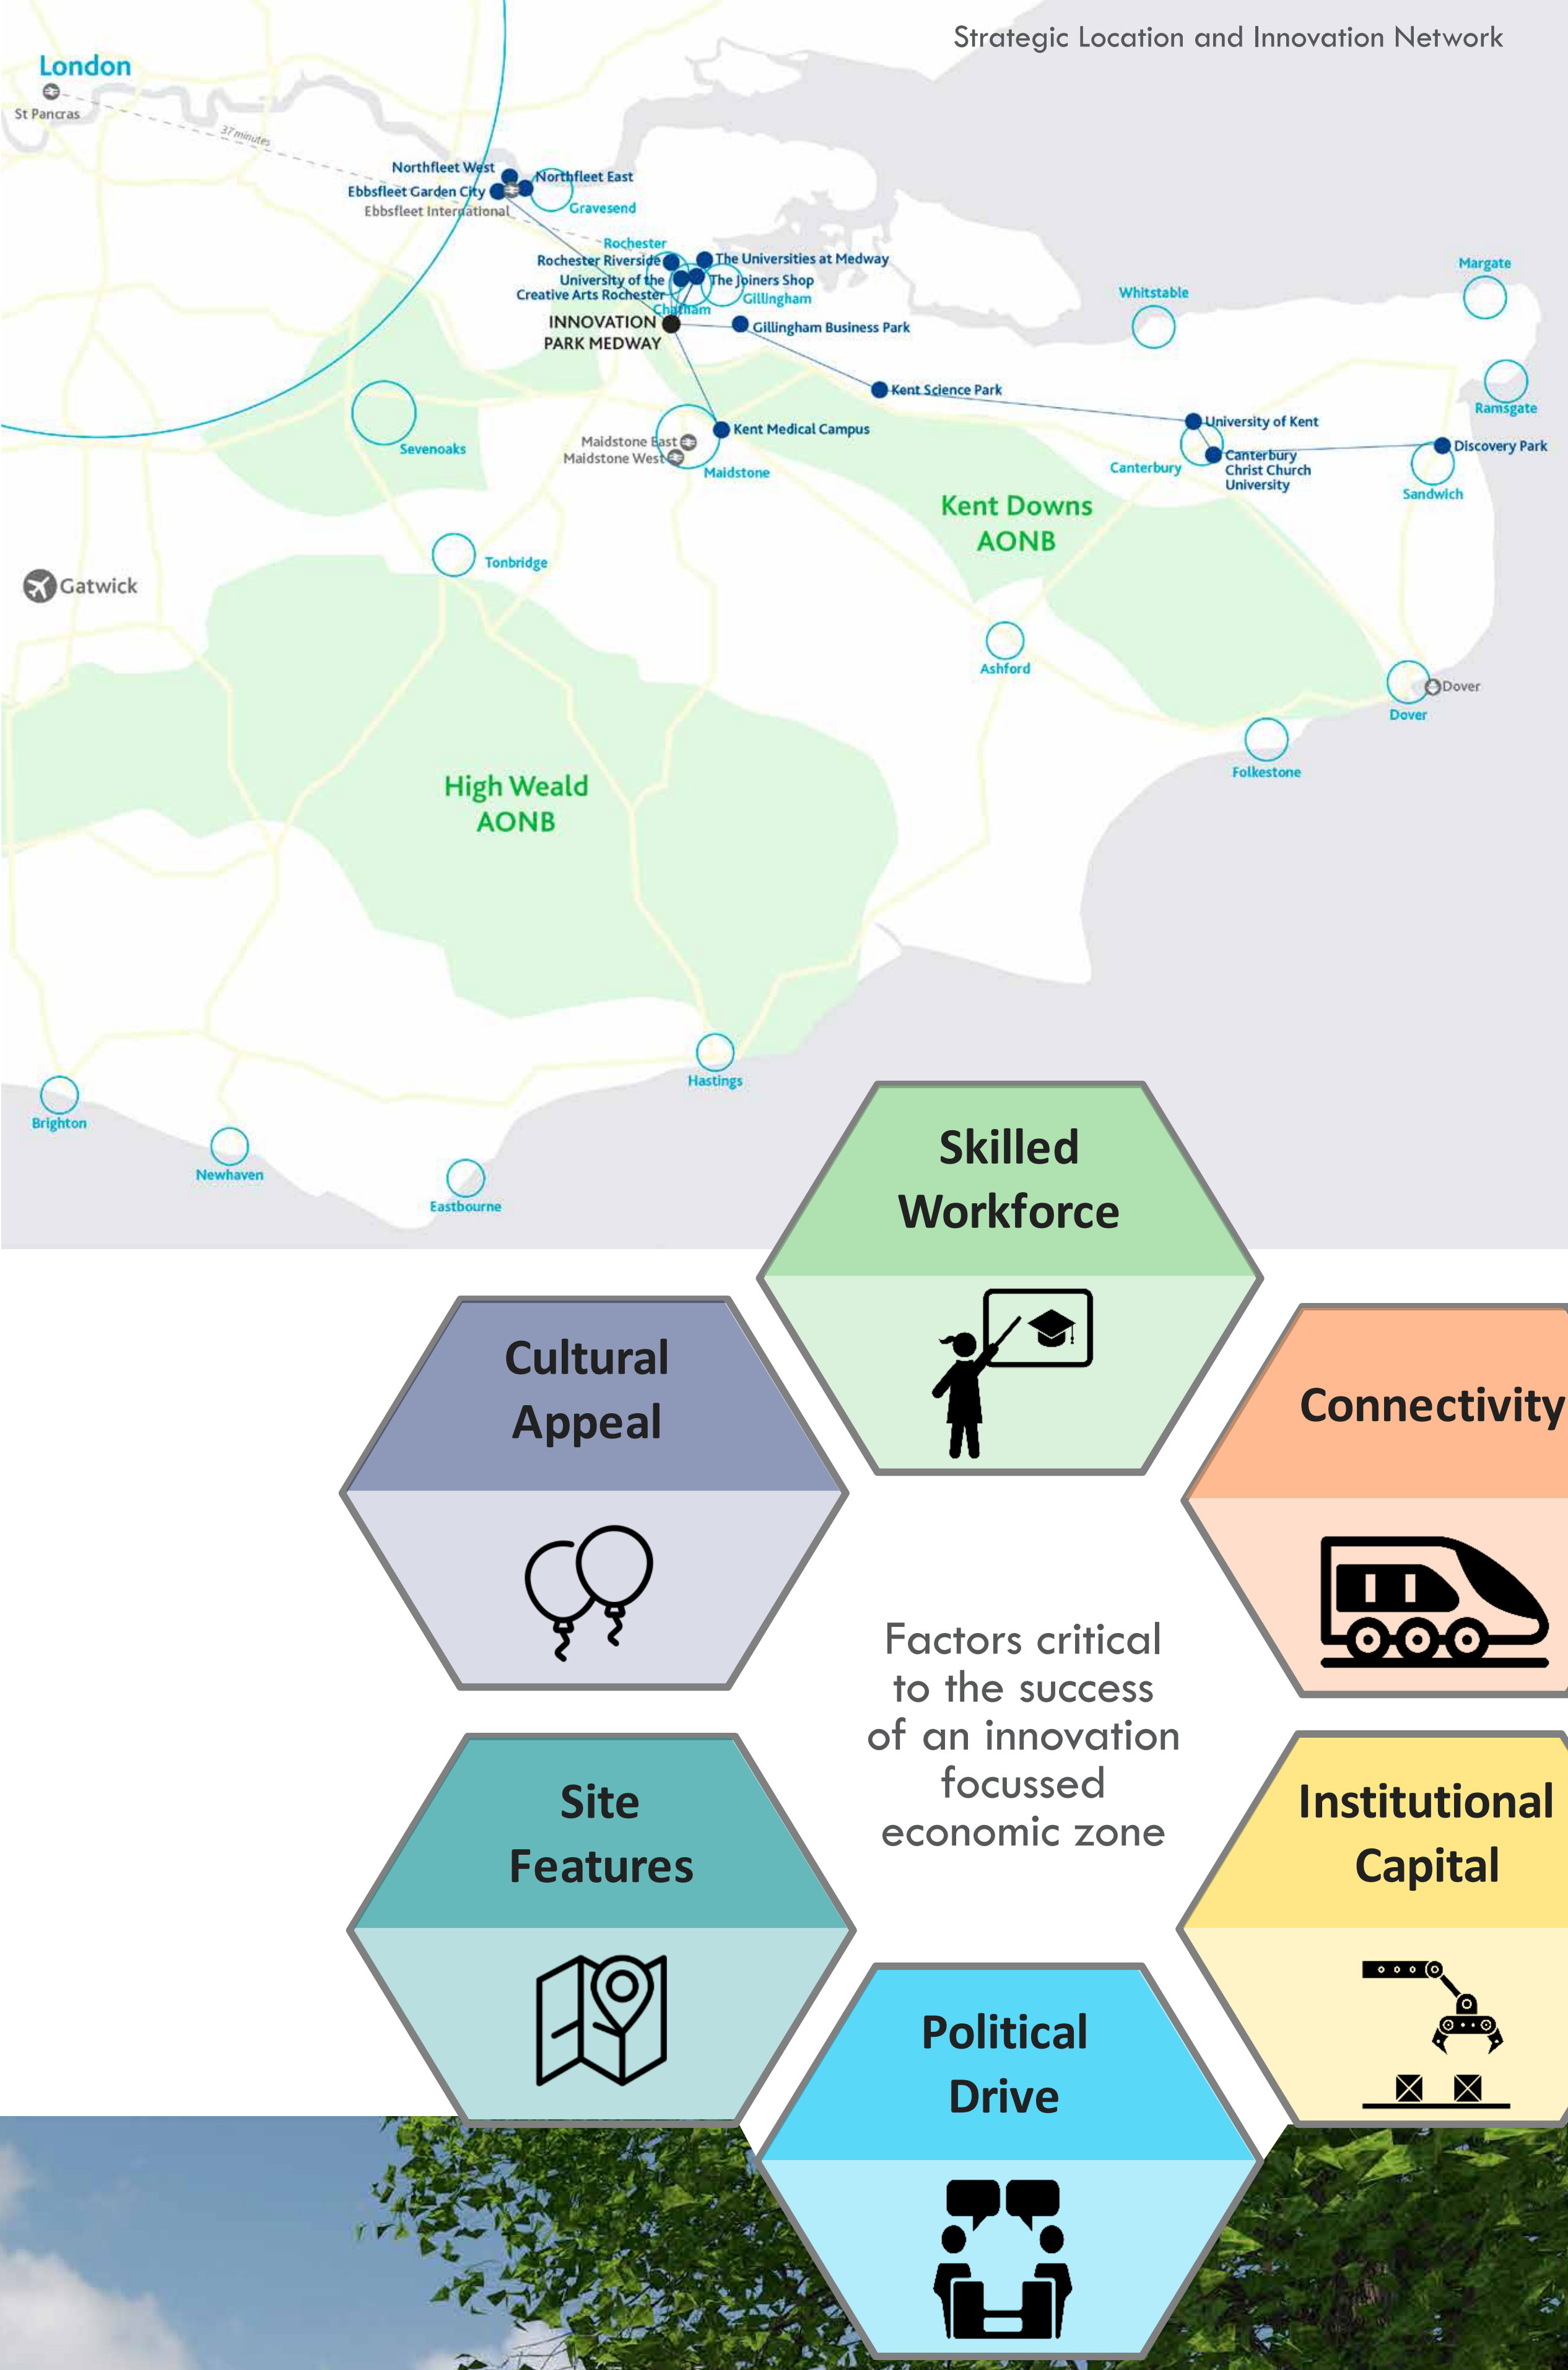 Strategic Location and Innovation Network
London
St Pancras
37 minutes
Northfleet West
Northfleet East
Ebbsfleet Garden City
Ebbsfleet International
Gravesend
Rochester
Rochester Riverside
The Universities at Medway
University of the
Creative Arts Rochester
The Joiners Shop
Gillingham
Chatham
INNOVATION
PARK MEDWAY
Gillingham Business Park
Margate
Whitstable
Ramsgate
Kent Science Park
Sevenoaks
Maidstone East
Maidstone West
Kent Medical Campus
Maidstone
University of Kent
Canterbury
Canterbury
Christ Church
University
Discovery Park
Sandwich
Kent Downs
AONB
Tonbridge
Gatwick
Ashford
Dover
Dover
Folkestone
High Weald
AONB
Hastings
Brighton
Newhaven
Eastbourne
Skilled
Workforce
Cultural
Appeal
Connectivity
Factors critical
to the success
of an innovation
focussed
economic zone
Site
Features
Institutional
Capital
Political
Drive